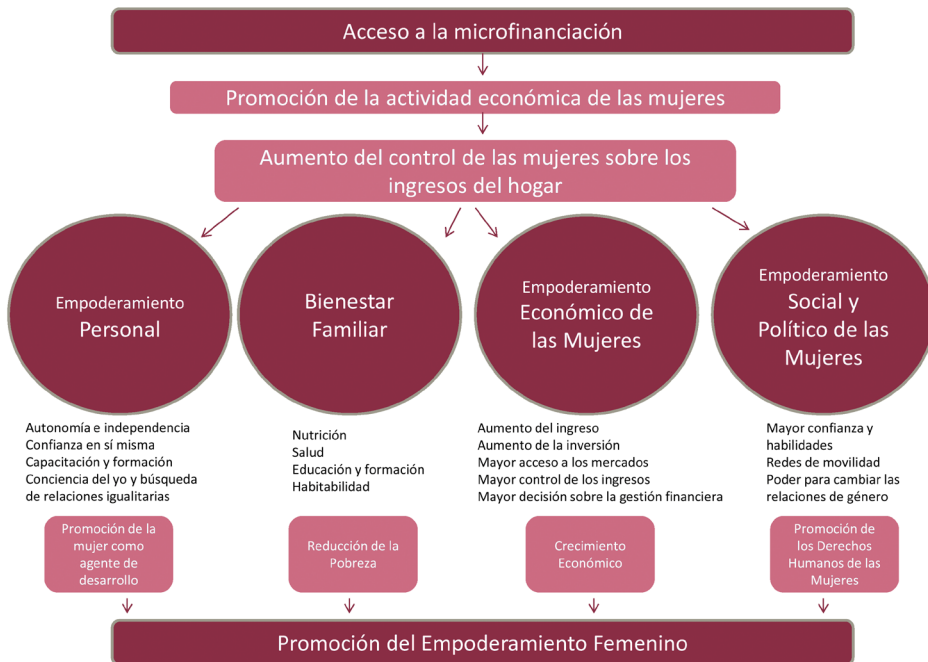 Acceso a la microfinanciación
Promoción de la actividad económica de las mujeres
Aumento del control de las mujeres sobre los
ingresos del hogar
Empoderamiento
Personal
Bienestar
Familiar
Empoderamiento
Económico de
las Mujeres
Empoderamiento
Social y
Político de las
Mujeres
Autonomía e independencia
Confianza en sí misma
Capacitación y formación
Conciencia del yo y búsqueda
de relaciones igualitarias
Nutrición
Salud
Educación y formación
Habitabilidad
Aumento del ingreso
Aumento de la inversión
Mayor acceso a los mercados
Mayor control de los ingresos
Mayor decisión sobre la gestión financiera
Mayor confianza y
habilidades
Redes de movilidad
Poder para cambiar las
relaciones de género
Promoción de la
mujer como
agente de
desarrollo
Reducción de la
Pobreza
Crecimiento
Económico
Promoción de
los Derechos
Humanos de las
Mujeres
Promoción del Empoderamiento Femenino